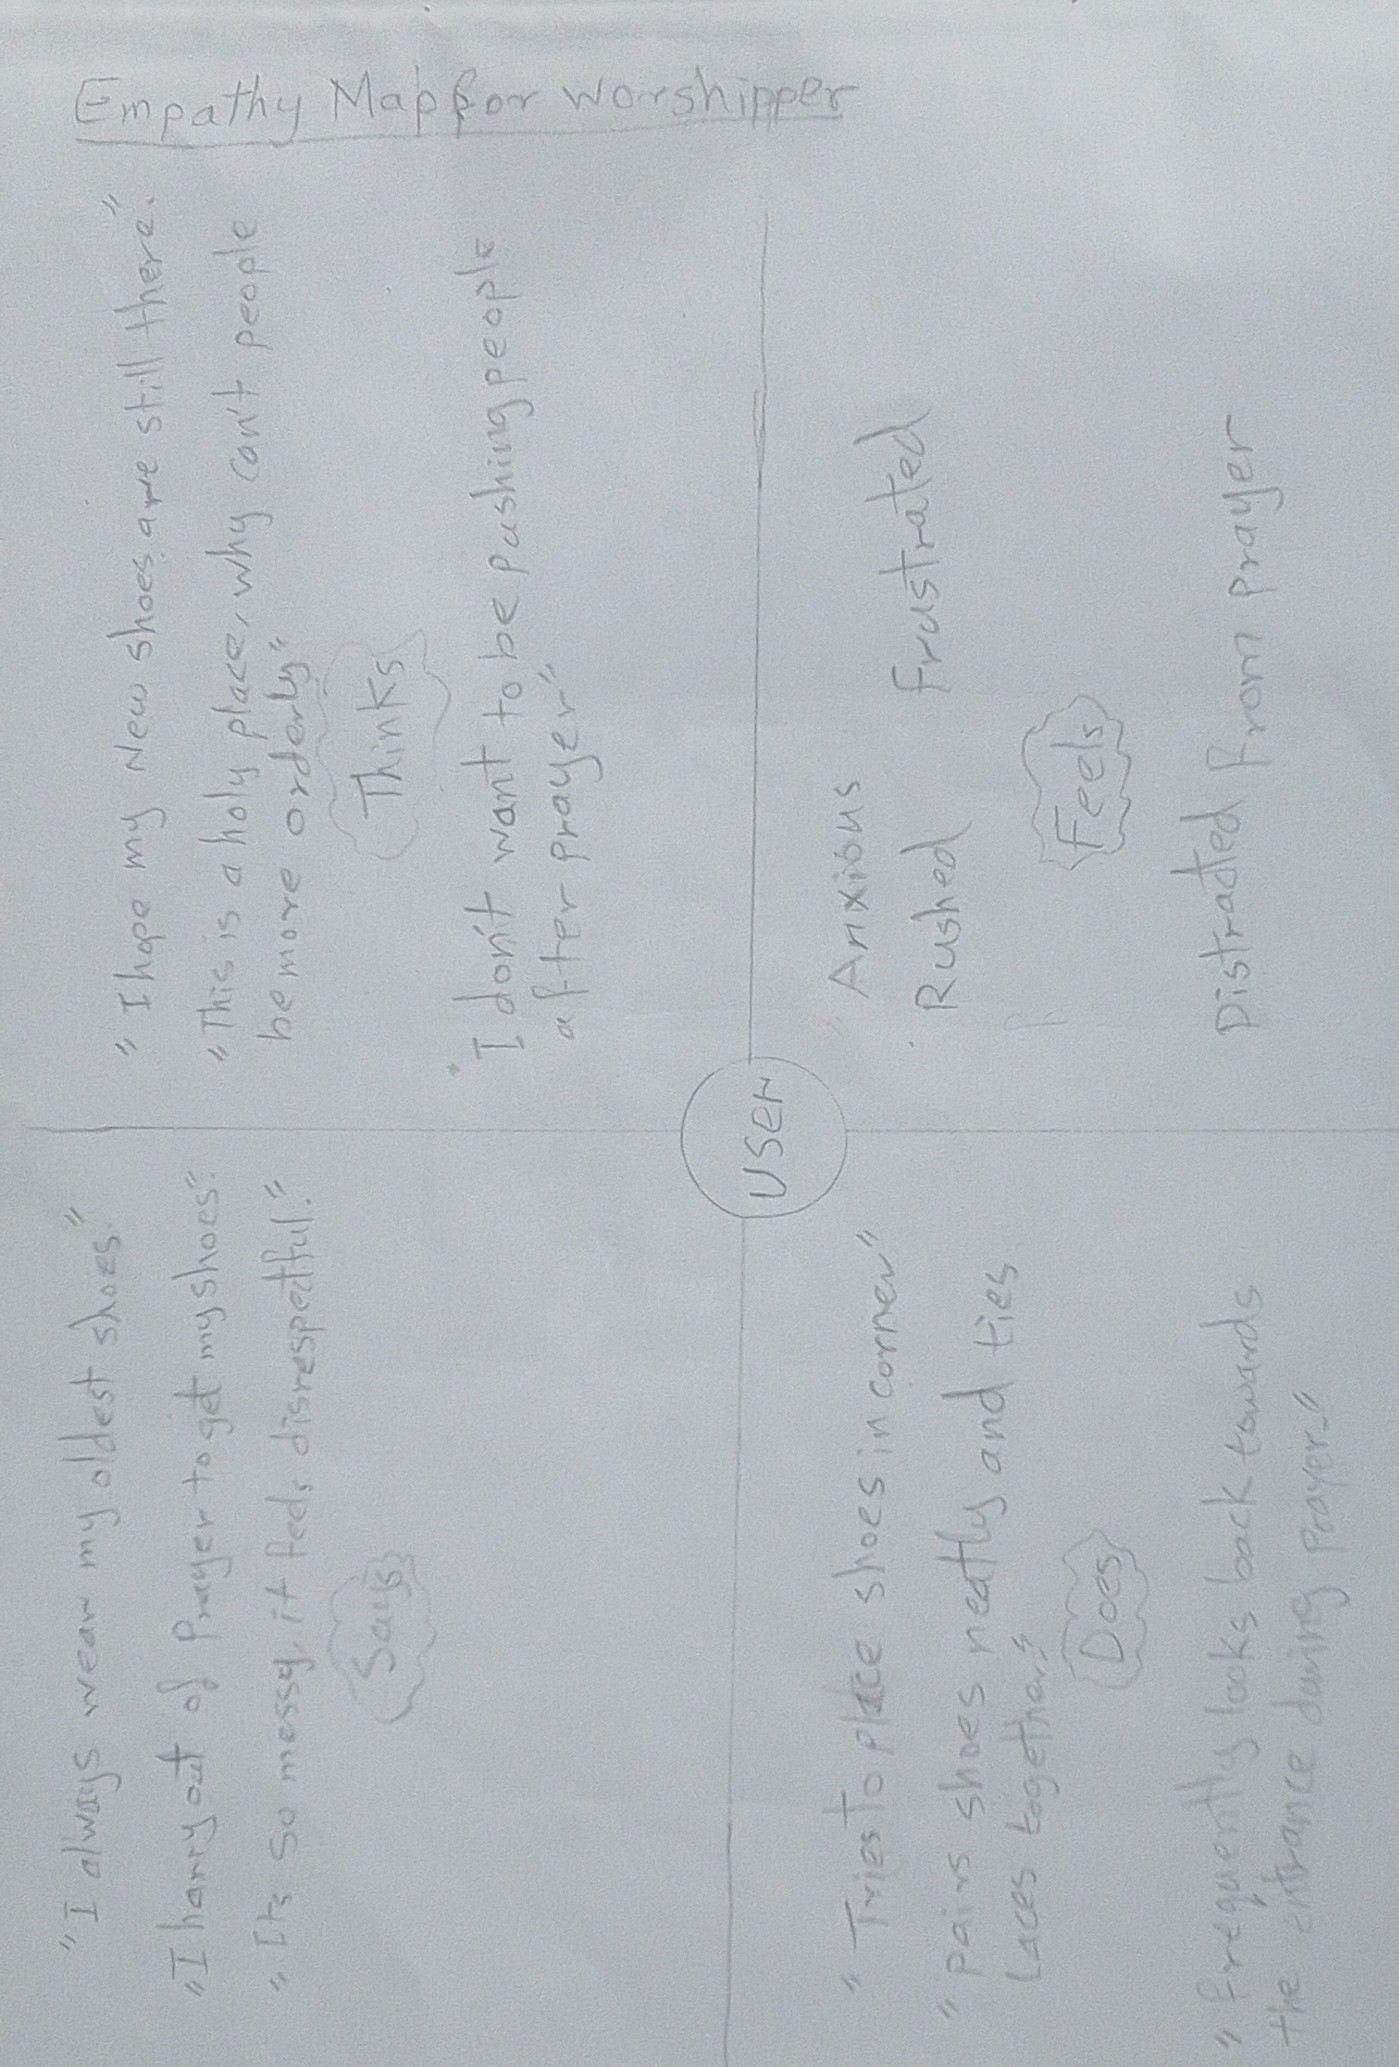 Empathy Map for Worshipper
"I always wear my oldest shoes."
"I harry out of Prayer to get my shoes".
"Its so messy, it feels disrespectful."
Says
"I hope my New shoes are still there."
"This is a holy place, why can't people
be more orderly"
Thinks
"I don't want to be pushing people
after prayer"
USER
"Tries To place shoes in corner"
"pairs shoes neatly and ties
Laces together"
Does
"frequently looks back towards
the entrance during prayer."
Anxious
Rushed frustrated
Feels
Distracted from prayer